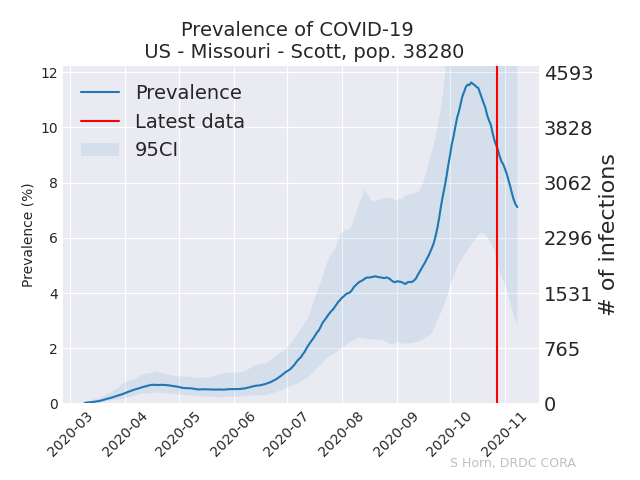 Prevalence of COVID-19
US - Missouri - Scott, pop. 38280
Prevalence
Latest data
95CI
Prevalence (%)
12
10
8
6
4
2
0
4593
3828
3062
2296
1531
765
0
# of infections
2020-03
2020-04
2020-05
2020-06
2020-07
2020-08
2020-09
2020-10
2020-11
S Horn, DRDC CORA